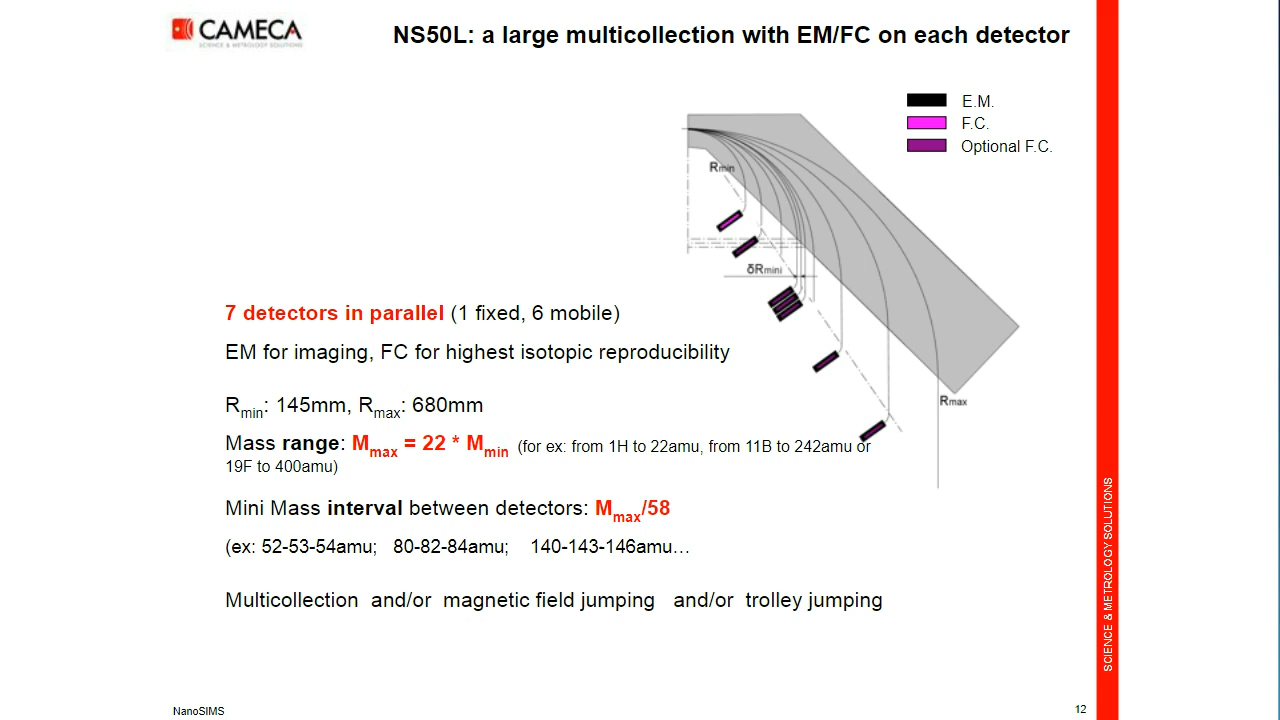 CAMECA
SCIENCE & METROLOGY SOLUTIONS
NS50L: a large multicollection with EM/FC on each detector
E.M.
F.C.
Optional F.C.
Rmin
δRmini
Rmax
7 detectors in parallel (1 fixed, 6 mobile)
EM for imaging, FC for highest isotopic reproducibility
Rmin: 145mm, Rmax: 680mm
Mass range: Mmax = 22 * Mmin (for ex: from 1H to 22amu, from 11B to 242amu or
19F to 400amu)
Mini Mass interval between detectors: Mmax/58
(ex: 52-53-54amu; 80-82-84amu; 140-143-146amu…
Multicollection and/or magnetic field jumping and/or trolley jumping
SCIENCE & METROLOGY SOLUTIONS
NanoSIMS
12